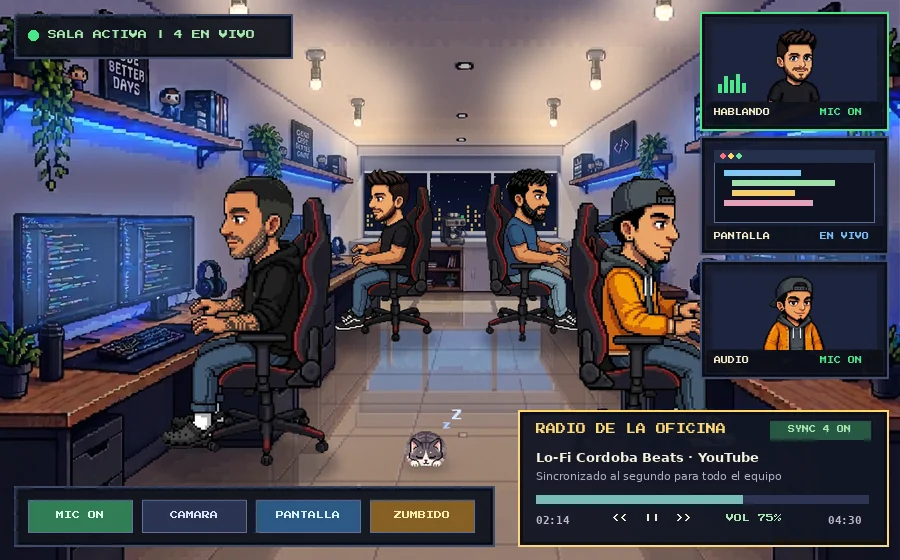 SALA ACTIVA | 4 EN VIVO
BETTER
DAYS
</>
HABLANDO MIC ON
PANTALLA EN VIVO
AUDIO MIC ON
RADIO DE LA OFICINA SYNC 4 ON
Lo-Fi Cordoba Beats · YouTube
Sincronizado al segundo para todo el equipo
02:14 << II >> VOL 75% 04:30
z Z
MIC ON CAMARA PANTALLA ZUMBIDO